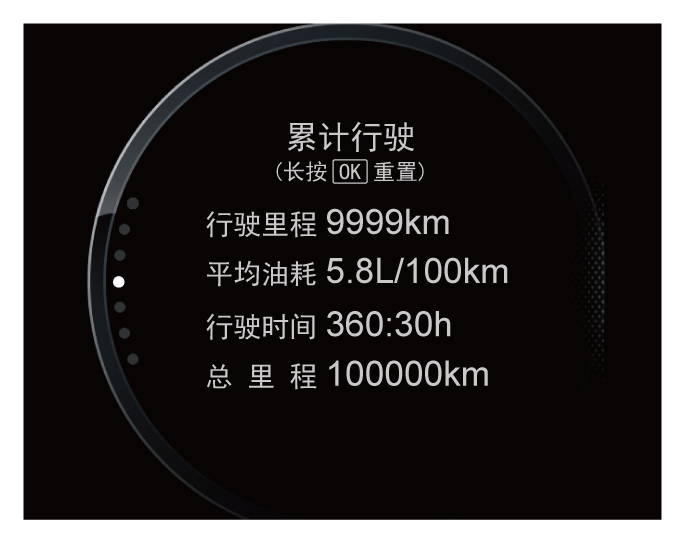 累计行驶
(长按 OK 重置)
行驶里程 9999km
平均油耗 5.8L/100km
行驶时间 360:30h
总 里 程 100000km